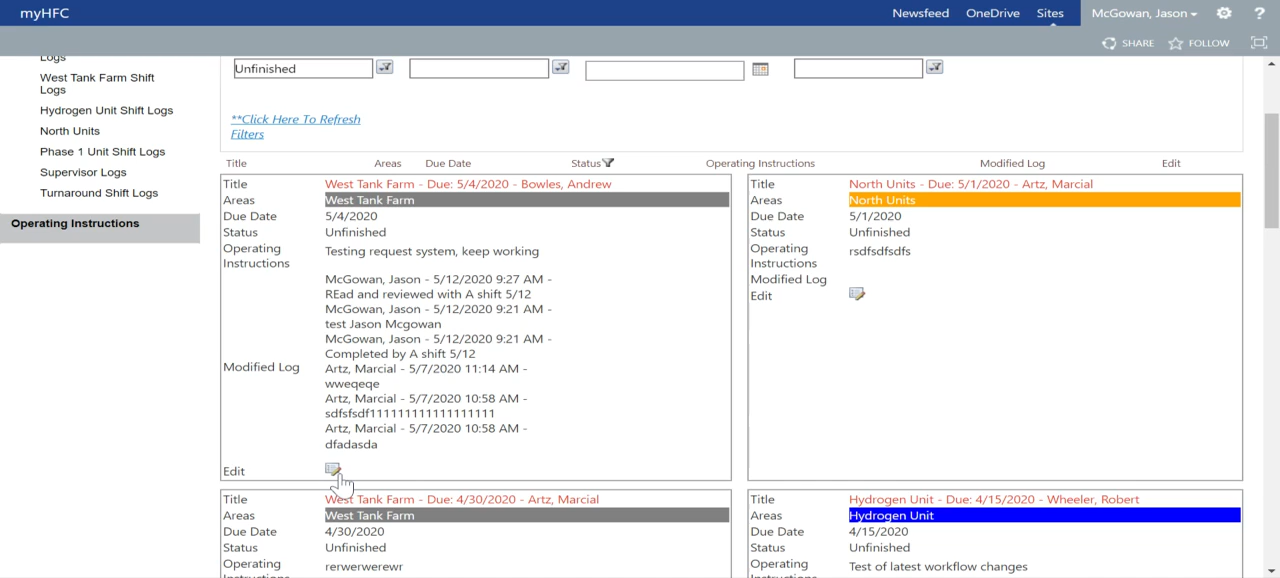 myHFC
Newsfeed OneDrive Sites McGowan, Jason ?
SHARE FOLLOW
Logs
West Tank Farm Shift
Logs
Hydrogen Unit Shift Logs
North Units
Phase 1 Unit Shift Logs
Supervisor Logs
Turnaround Shift Logs
Operating Instructions
Unfinished
**Click Here To Refresh
Filters
Title Areas Due Date Status Operating Instructions Modified Log Edit
Title West Tank Farm - Due: 5/4/2020 - Bowles, Andrew
Areas West Tank Farm
Due Date 5/4/2020
Status Unfinished
Operating
Instructions
Testing request system, keep working
McGowan, Jason - 5/12/2020 9:27 AM -
REad and reviewed with A shift 5/12
McGowan, Jason - 5/12/2020 9:21 AM -
test Jason Mcgowan
McGowan, Jason - 5/12/2020 9:21 AM -
Completed by A shift 5/12
Modified Log
Artz, Marcial - 5/7/2020 11:14 AM -
wweqeqe
Artz, Marcial - 5/7/2020 10:58 AM -
sdfsfsdf111111111111111111
Artz, Marcial - 5/7/2020 10:58 AM -
dfadasda
Edit
Title North Units - Due: 5/1/2020 - Artz, Marcial
Areas North Units
Due Date 5/1/2020
Status Unfinished
Operating
Instructions
rsdfsdfsdfs
Modified Log
Edit
Title West Tank Farm - Due: 4/30/2020 - Artz, Marcial
Areas West Tank Farm
Due Date 4/30/2020
Status Unfinished
Operating
Instructions
rerwerwerewr
Title Hydrogen Unit - Due: 4/15/2020 - Wheeler, Robert
Areas Hydrogen Unit
Due Date 4/15/2020
Status Unfinished
Operating
Instructions
Test of latest workflow changes